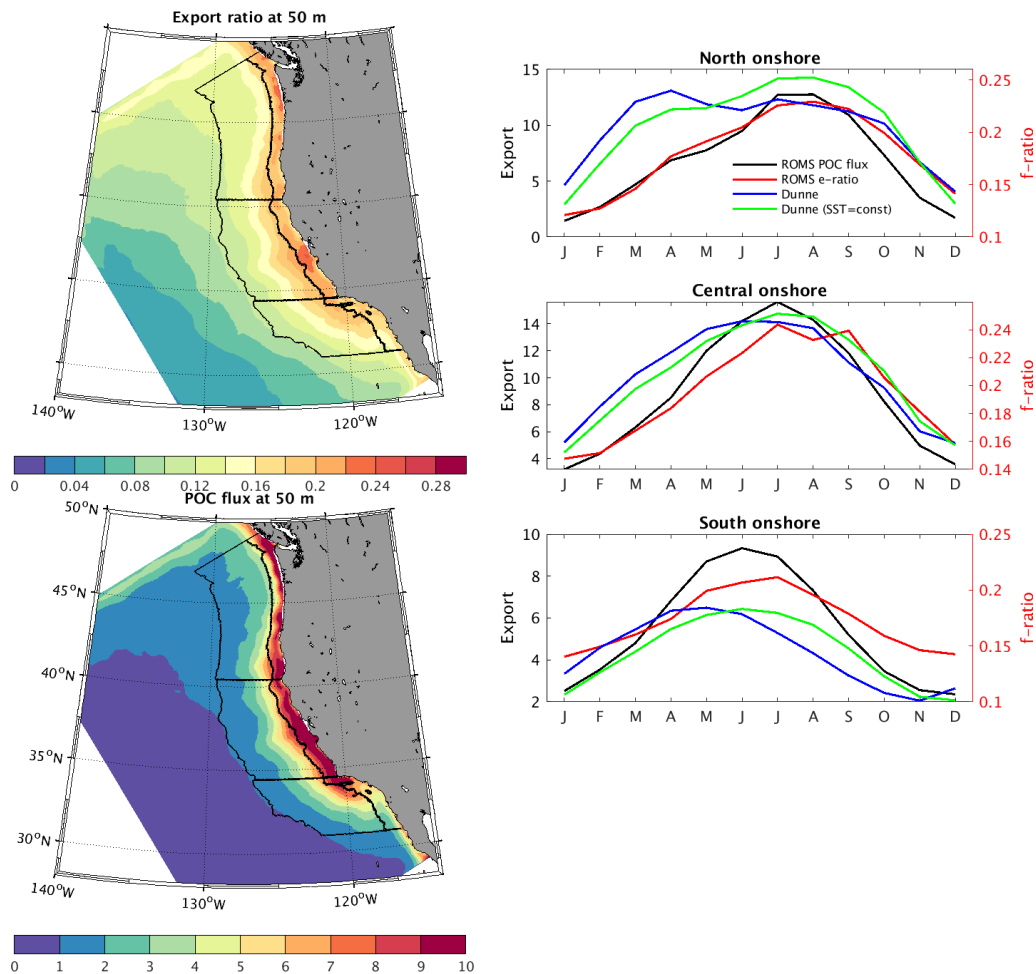 Export ratio at 50 m
140°W
130°W
120°W
0 0.04 0.08 0.12 0.16 0.2 0.24 0.28
POC flux at 50 m
50°N
45°N
40°N
35°N
30°N
140°W
130°W
120°W
0 1 2 3 4 5 6 7 8 9 10
North onshore
Export
15
10
5
0
f-ratio
0.25
0.2
0.15
0.1
ROMS POC flux
ROMS e-ratio
Dunne
Dunne (SST=const)
J F M A M J J A S O N D
Central onshore
Export
14
12
10
8
6
4
f-ratio
0.24
0.22
0.2
0.18
0.16
0.14
J F M A M J J A S O N D
South onshore
Export
10
8
6
4
2
f-ratio
0.25
0.2
0.15
0.1
J F M A M J J A S O N D